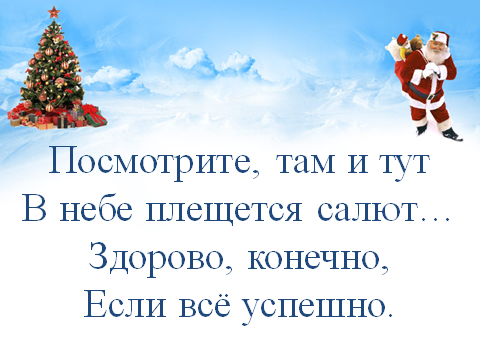 Посмотрите, там и тут
В небе плещется салют…
Здорово, конечно,
Если всё успешно.